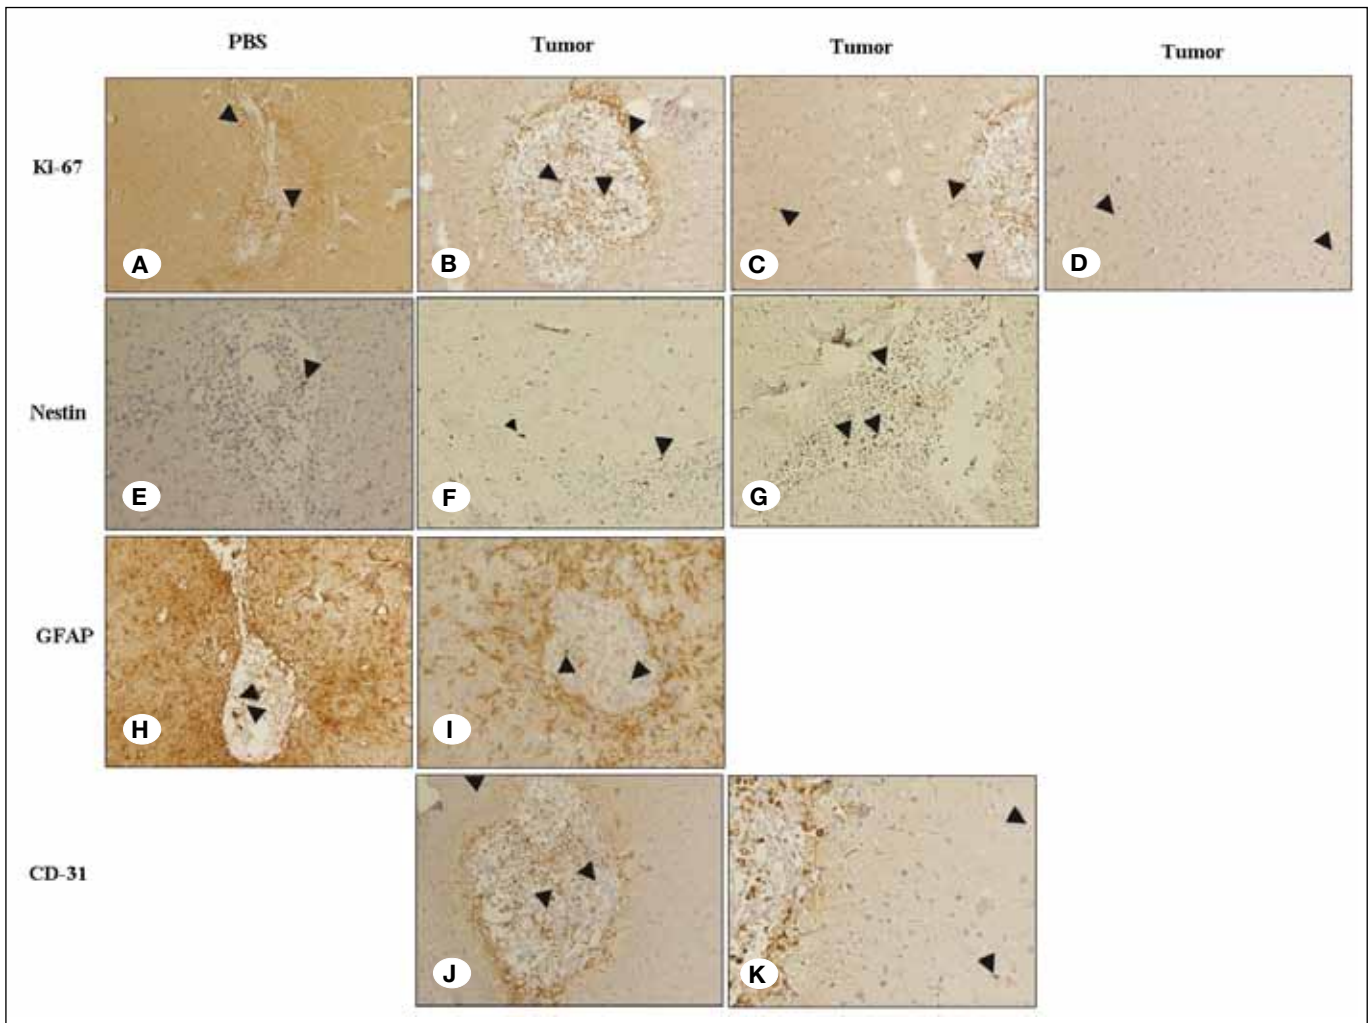 PBS Tumor Tumor Tumor
Ki-67
A B C D
Nestin
E F G
GFAP
H I
CD-31
J K